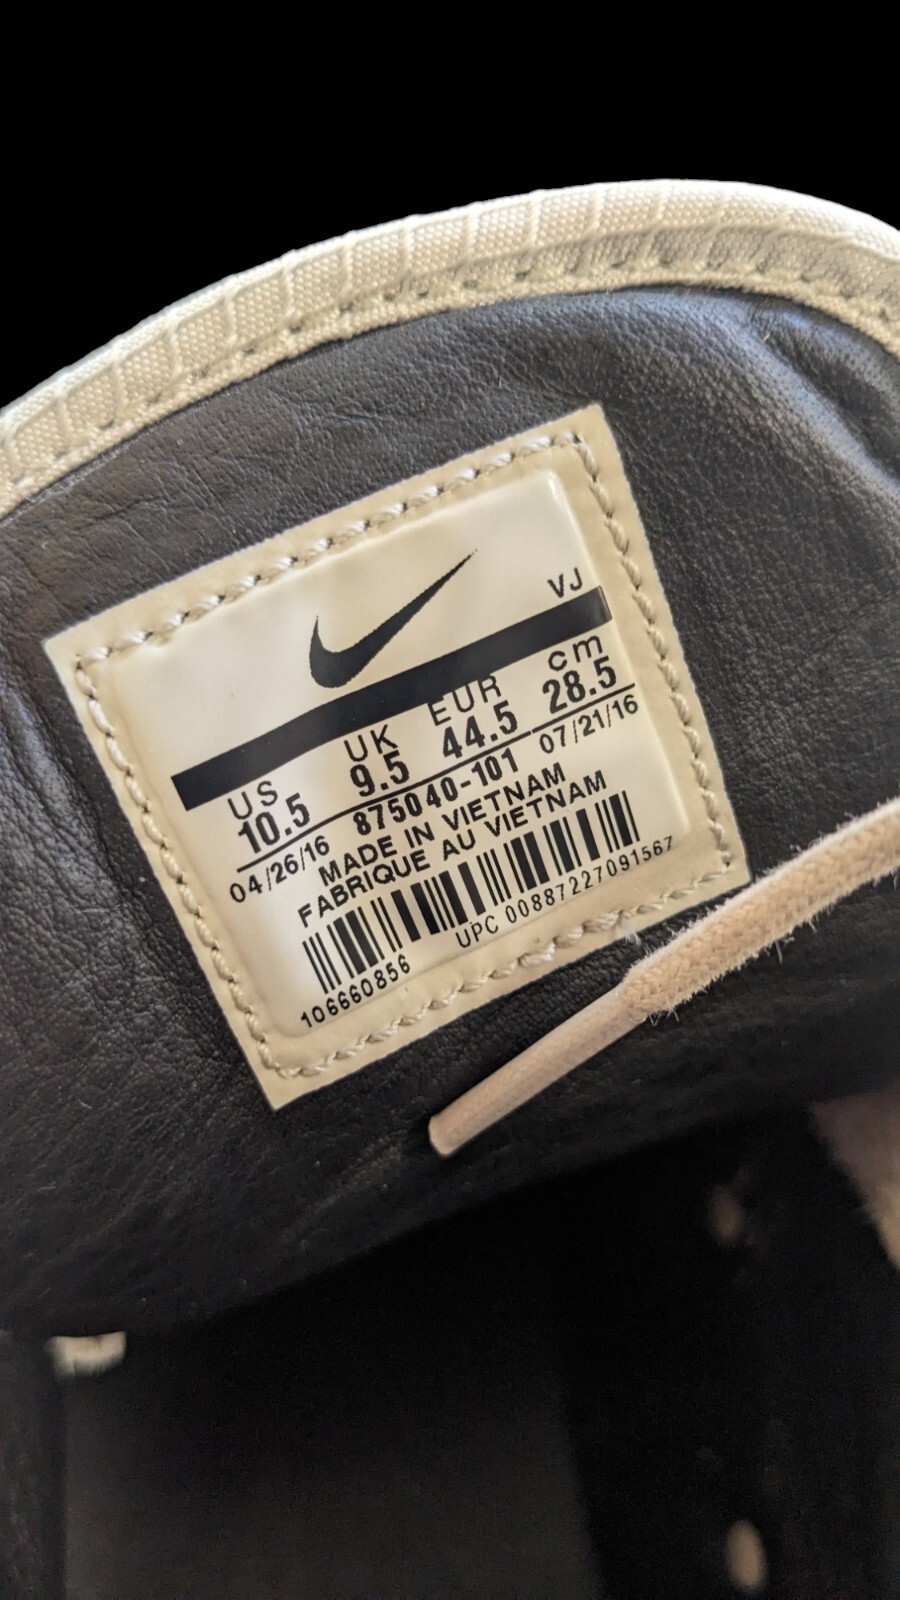 VJ
US UK EUR cm
10.5 9.5 44.5 28.5
04/26/16 875040-101 07/21/16
MADE IN VIETNAM
FABRIQUE AU VIETNAM
106660856 UPC 00887227091567